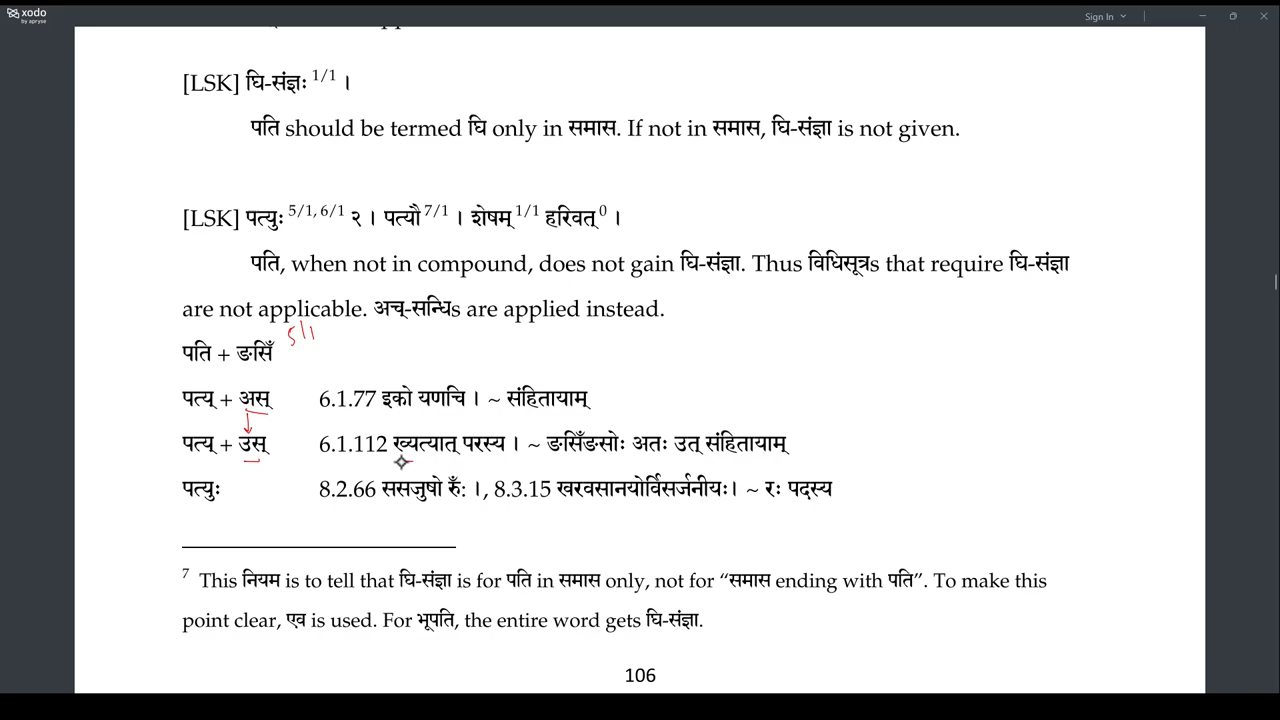 xodo
by apryse
Sign In
[LSK] घि-संज्ञः 1/1 ।
पति should be termed घि only in समास. If not in समास, घि-संज्ञा is not given.
[LSK] पत्युः 5/1, 6/1 २ । पत्यौ 7/1 । शेषम् 1/1 हरिवत् 0 ।
पति, when not in compound, does not gain घि-संज्ञा. Thus विधिसूत्रs that require घि-संज्ञा
are not applicable. अच्-सन्धिs are applied instead.
5/1
पति + ङसिँ
पत्य् + अस् 6.1.77 इको यणचि । ~ संहितायाम्
पत्य् + उस् 6.1.112 ख्यत्यात् परस्य । ~ ङसिँङसोः अतः उत् संहितायाम्
पत्युः 8.2.66 ससजुषो रुँः ।, 8.3.15 खरवसानयोर्विसर्जनीयः। ~ रः पदस्य
7 This नियम is to tell that घि-संज्ञा is for पति in समास only, not for “समास ending with पति”. To make this
point clear, एव is used. For भूपति, the entire word gets घि-संज्ञा.
106